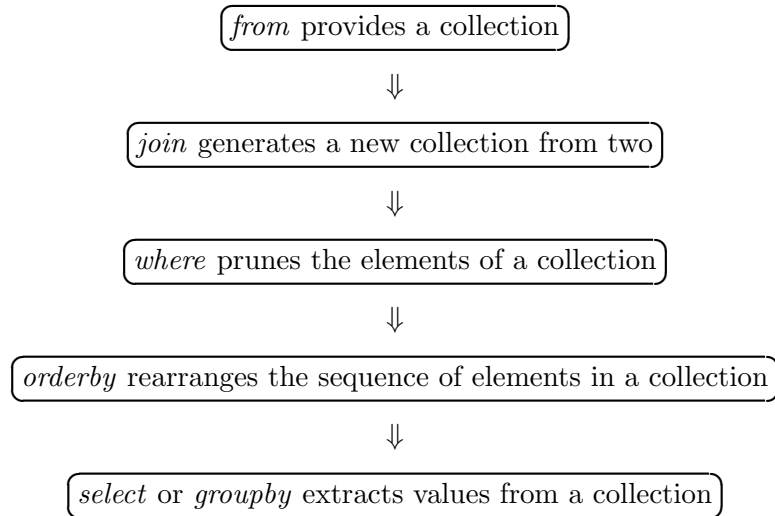 from provides a collection
⇓
join generates a new collection from two
⇓
where prunes the elements of a collection
⇓
orderby rearranges the sequence of elements in a collection
⇓
select or groupby extracts values from a collection